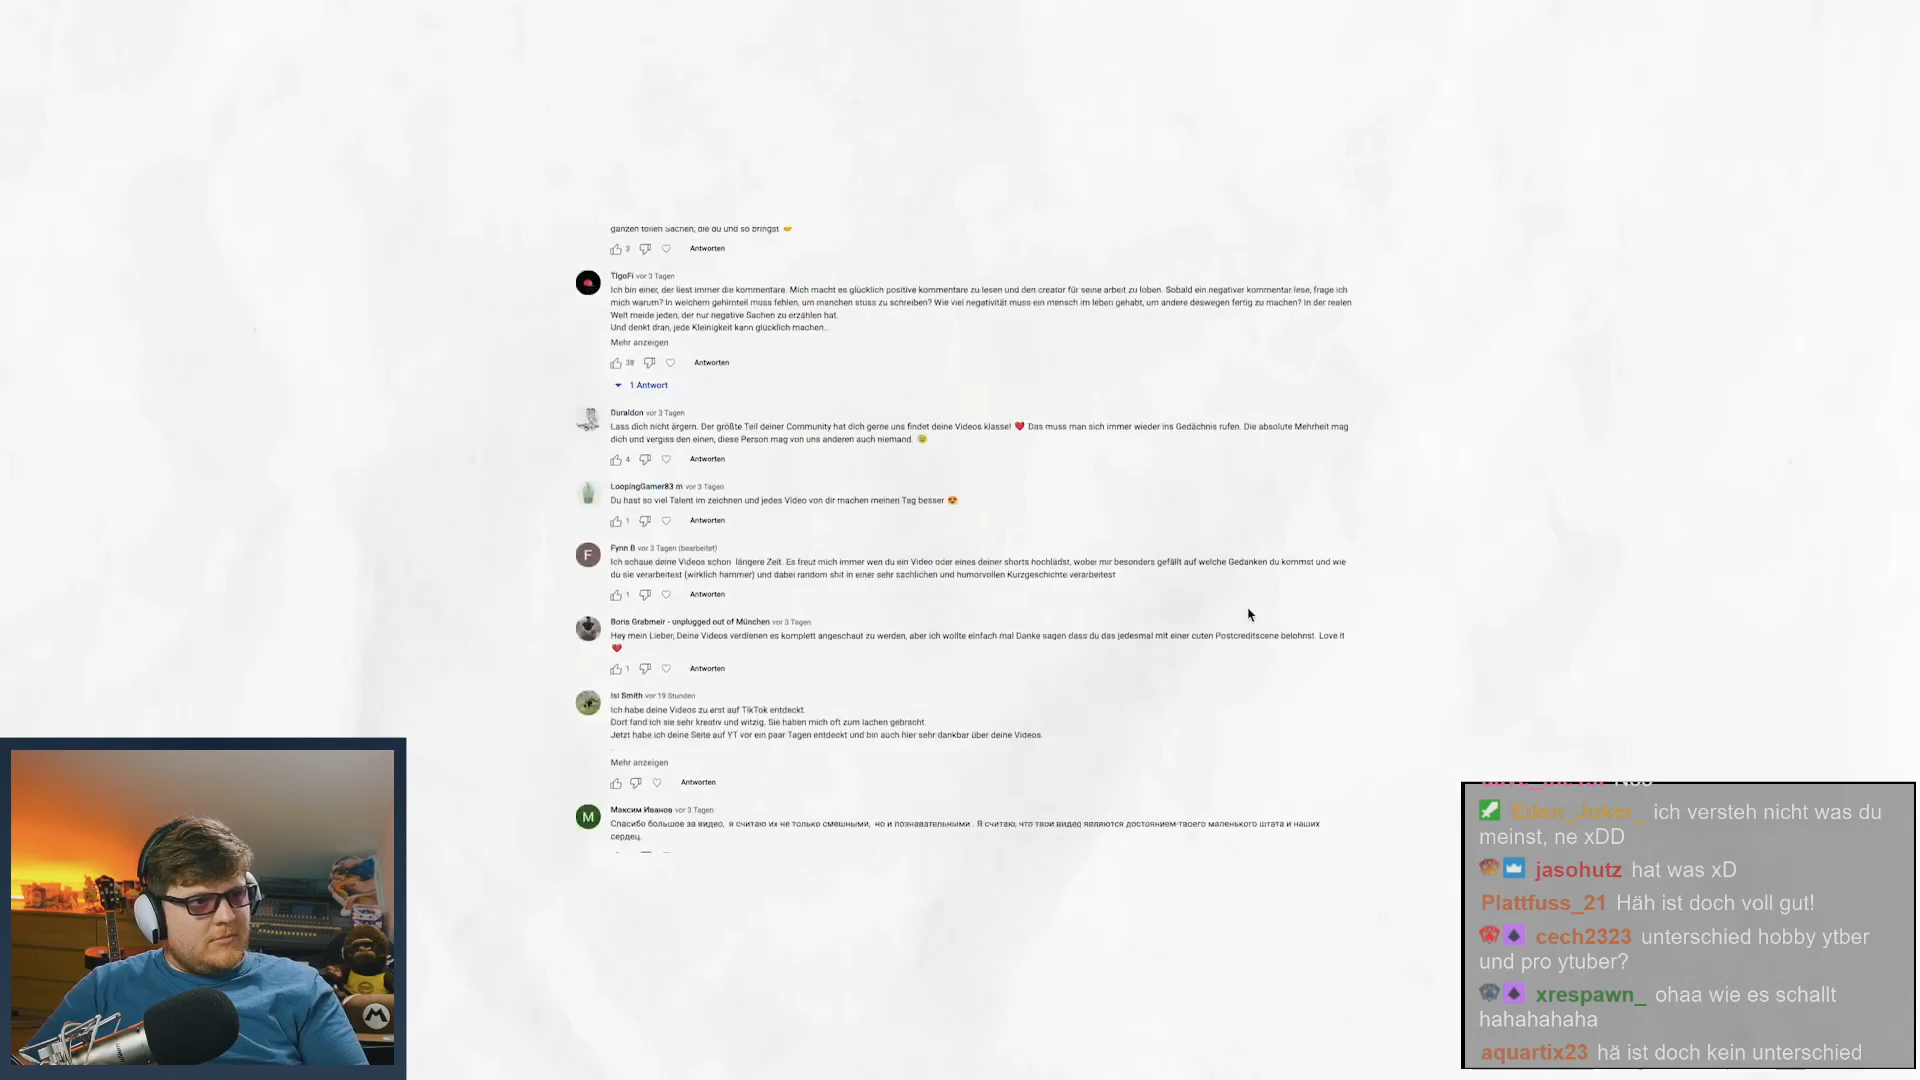 ganzen tollen Sachen, die du und so bringst 🤝
3 Antworten
TigoFi vor 3 Tagen
Ich bin einer, der liest immer die kommentare. Mich macht es glücklich positive kommentare zu lesen und den creator für seine arbeit zu loben. Sobald ein negativer kommentar lese, frage ich
mich warum? In welchem gehirnteil muss fehlen, um manchen stuss zu schreiben? Wie viel negativität muss ein mensch im leben gehabt, um andere deswegen fertig zu machen? In der realen
Welt meide jeden, der nur negative Sachen zu erzählen hat.
Und denkt dran, jede Kleinigkeit kann glücklich machen...
Mehr anzeigen
38 Antworten
1 Antwort
Duraldon vor 3 Tagen
Lass dich nicht ärgern. Der größte Teil deiner Community hat dich gerne uns findet deine Videos klasse! ❤️ Das muss man sich immer wieder ins Gedächnis rufen. Die absolute Mehrheit mag
dich und vergiss den einen, diese Person mag von uns anderen auch niemand.
4 Antworten
LoopingGamer83 m vor 3 Tagen
Du hast so viel Talent im zeichnen und jedes Video von dir machen meinen Tag besser 😍
1 Antworten
F
Fynn B vor 3 Tagen (bearbeitet)
Ich schaue deine Videos schon längere Zeit. Es freut mich immer wen du ein Video oder eines deiner shorts hochlädst, wobei mir besonders gefällt auf welche Gedanken du kommst und wie
du sie verarbeitest (wirklich hammer) und dabei random shit in einer sehr sachlichen und humorvollen Kurzgeschichte verarbeitest
1 Antworten
Boris Grabmeir - unplugged out of München vor 3 Tagen
Hey mein Lieber, Deine Videos verdienen es komplett angeschaut zu werden, aber ich wollte einfach mal Danke sagen dass du das jedesmal mit einer cuten Postcreditscene belohnst. Love it
❤️
1 Antworten
Isi Smith vor 19 Stunden
Ich habe deine Videos zu erst auf TikTok entdeckt.
Dort fand ich sie sehr kreativ und witzig. Sie haben mich oft zum lachen gebracht.
Jetzt habe ich deine Seite auf YT vor ein paar Tagen entdeckt und bin auch hier sehr dankbar über deine Videos.
Mehr anzeigen
Antworten
M
Максим Иванов vor 3 Tagen
Спасибо большое за видео, я считаю их не только смешными, но и познавательными . Я считаю, что твои видео являются достоянием твоего маленького штата и наших
сердец.
Eden_Joker_ ich versteh nicht was du
meinst, ne xDD
jasohutz hat was xD
Plattfuss_21 Häh ist doch voll gut!
cech2323 unterschied hobby ytber
und pro ytuber?
xrespawn_ ohaa wie es schallt
hahahahaha
aquartix23 hä ist doch kein unterschied